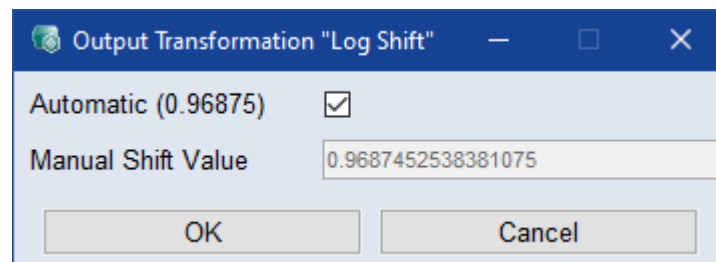 Output Transformation "Log Shift"
Automatic (0.96875)
Manual Shift Value 0.9687452538381075
OK Cancel